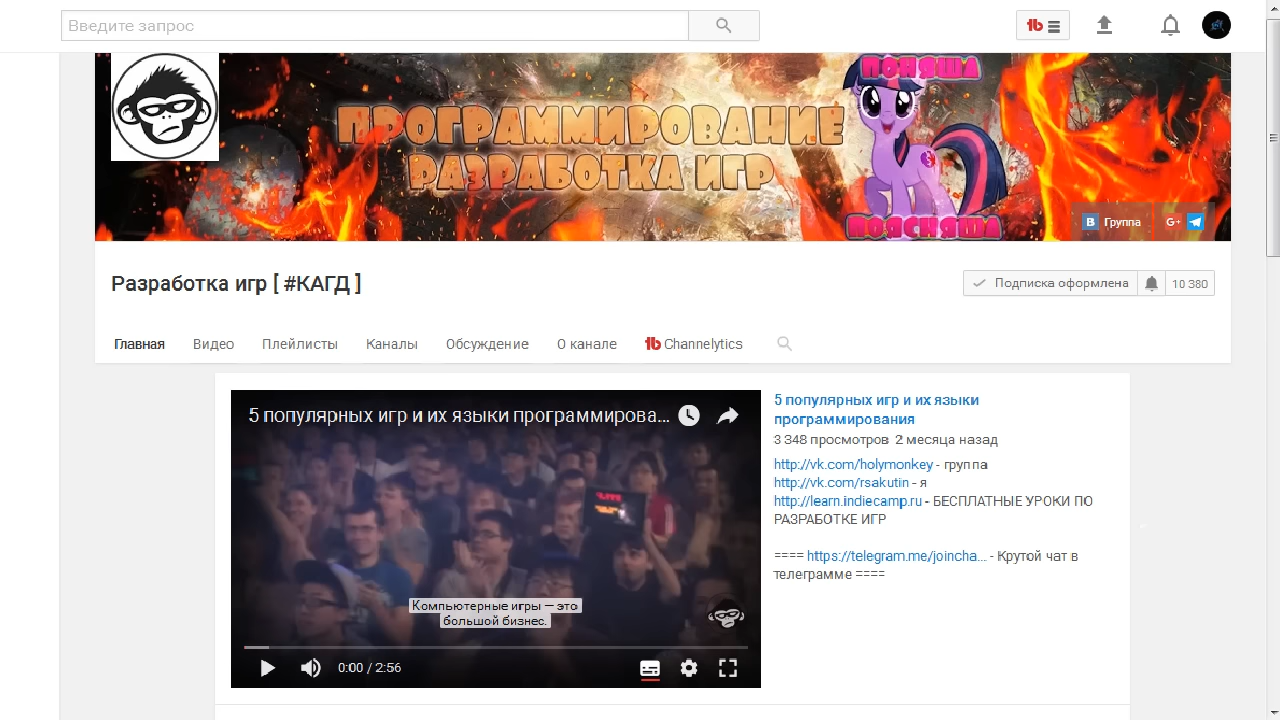 Введите запрос
ПОНЯША
ПРОГРАММИРОВАНИЕ
РАЗРАБОТКА ИГР
ПОЯСНЯША
Группа
Разработка игр [ #КАГД ]
Подписка оформлена
10 380
Главная Видео Плейлисты Каналы Обсуждение О канале Channelytics
5 популярных игр и их языки программирова...
Компьютерные игры — это
большой бизнес.
0:00 / 2:56
5 популярных игр и их языки
программирования
3 348 просмотров 2 месяца назад
http://vk.com/holymonkey - группа
http://vk.com/rsakutin - я
http://learn.indiecamp.ru - БЕСПЛАТНЫЕ УРОКИ ПО
РАЗРАБОТКЕ ИГР
==== https://telegram.me/joincha... - Крутой чат в
телеграмме ====